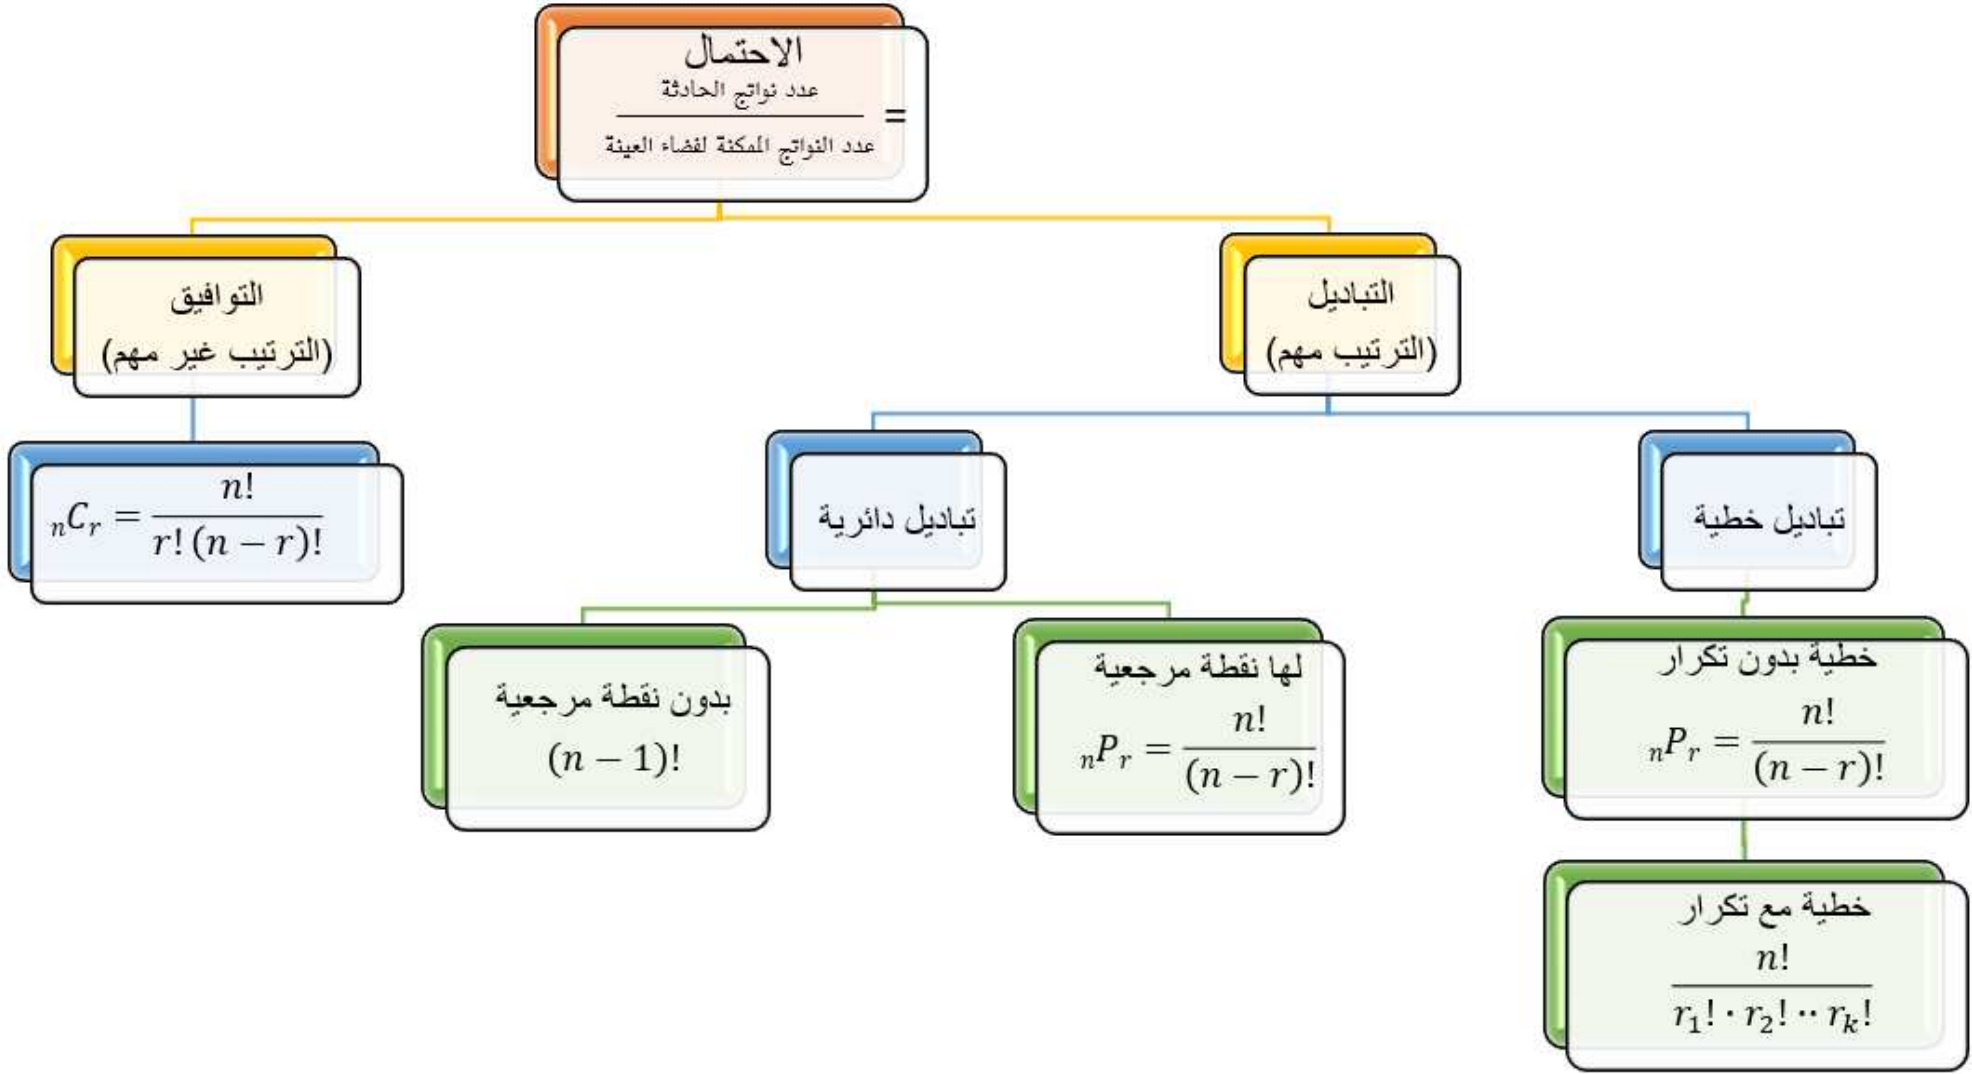 الاحتمال
= عدد نواتج الحادثة / عدد النواتج الممكنة لفضاء العينة
التباديل
(الترتيب مهم)
التوافيق
(الترتيب غير مهم)
تباديل خطية
تباديل دائرية
nCr = n! / r! (n − r)!
خطية بدون تكرار
nPr = n! / (n − r)!
لها نقطة مرجعية
nPr = n! / (n − r)!
بدون نقطة مرجعية
(n − 1)!
خطية مع تكرار
n! / r₁! · r₂! ·· rₖ!